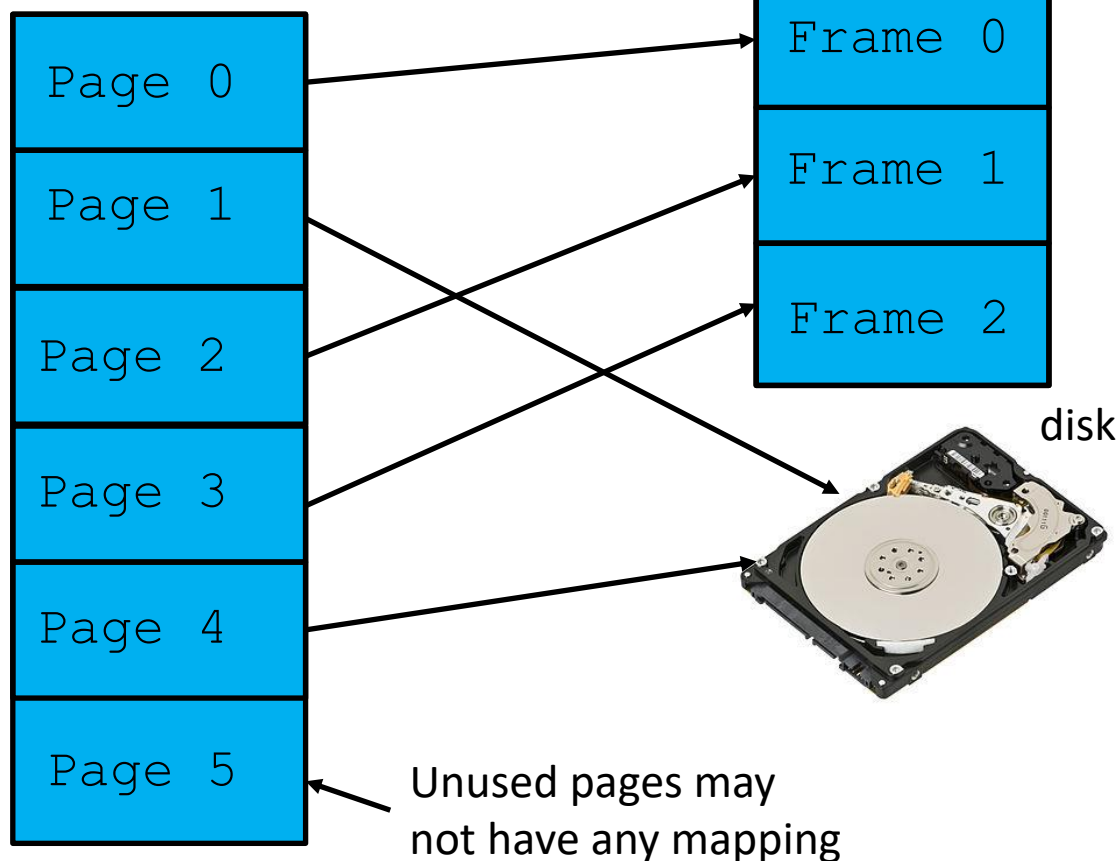 Page 0
Page 1
Page 2
Page 3
Page 4
Page 5
Frame 0
Frame 1
Frame 2
disk
Unused pages may
not have any mapping